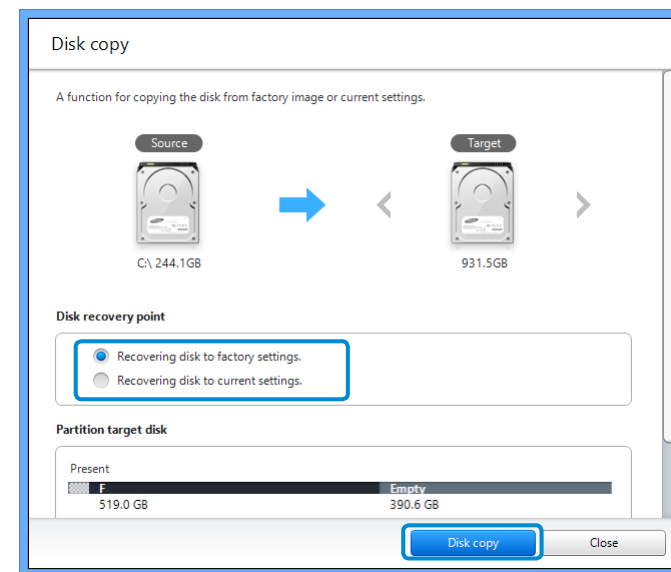 Disk copy
A function for copying the disk from factory image or current settings.
Source
Target
C:\ 244.1GB
931.5GB
Disk recovery point
Recovering disk to factory settings.
Recovering disk to current settings.
Partition target disk
Present
F
Empty
519.0 GB
390.6 GB
Disk copy
Close